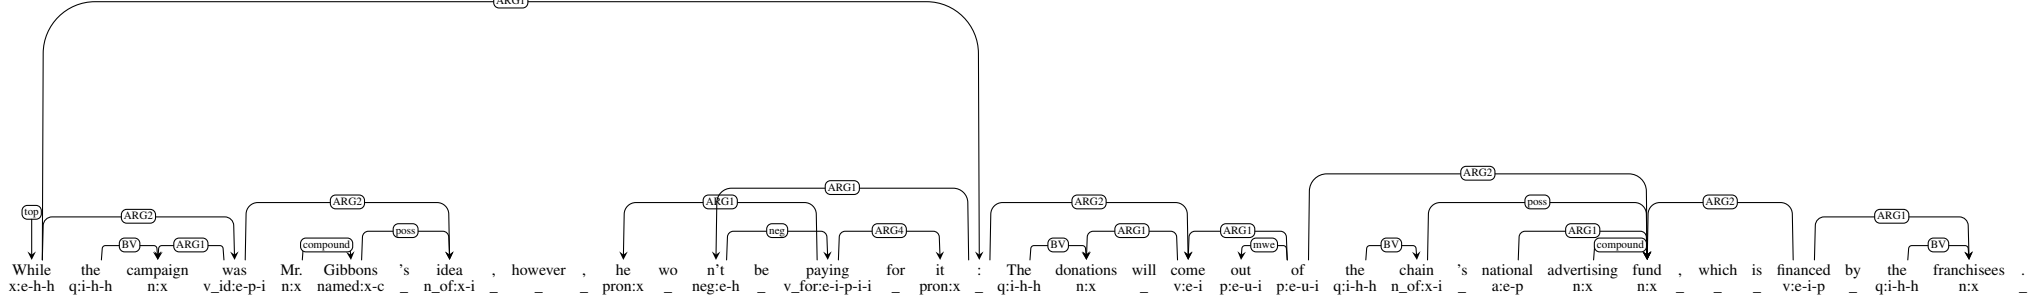 ARG1
ARG2
poss
ARG1
ARG2 ARG1 ARG2 poss ARG2
top ARG2 ARG1
poss neg ARG4 ARG1 ARG1 ARG1
BV ARG1 compound BV mwe BV compound BV
While the campaign was Mr. Gibbons 's idea , however , he wo n't be paying for it : The donations will come out of the chain 's national advertising fund , which is financed by the franchisees .
x:e-h-h q:i-h-h n:x v_id:e-p-i n:x named:x-c _ n_of:x-i _ _ _ pron:x _ neg:e-h _ v_for:e-i-p-i-i _ pron:x _ q:i-h-h n:x _ v:e-i p:e-u-i p:e-u-i q:i-h-h n_of:x-i _ a:e-p n:x n:x _ _ _ v:e-i-p _ q:i-h-h n:x _